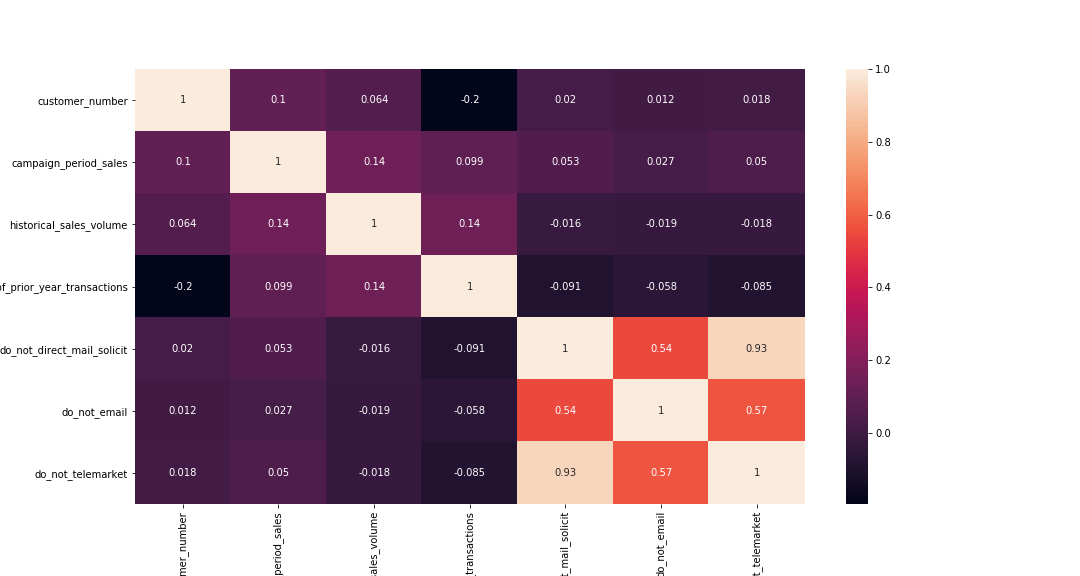 customer_number 1 0.1 0.064 -0.2 0.02 0.012 0.018
campaign_period_sales 0.1 1 0.14 0.099 0.053 0.027 0.05
historical_sales_volume 0.064 0.14 1 0.14 -0.016 -0.019 -0.018
of_prior_year_transactions -0.2 0.099 0.14 1 -0.091 -0.058 -0.085
do_not_direct_mail_solicit 0.02 0.053 -0.016 -0.091 1 0.54 0.93
do_not_email 0.012 0.027 -0.019 -0.058 0.54 1 0.57
do_not_telemarket 0.018 0.05 -0.018 -0.085 0.93 0.57 1
mer_number
period_sales
sales_volume
_transactions
t_mail_solicit
do_not_email
t_telemarket
1.0
0.8
0.6
0.4
0.2
0.0